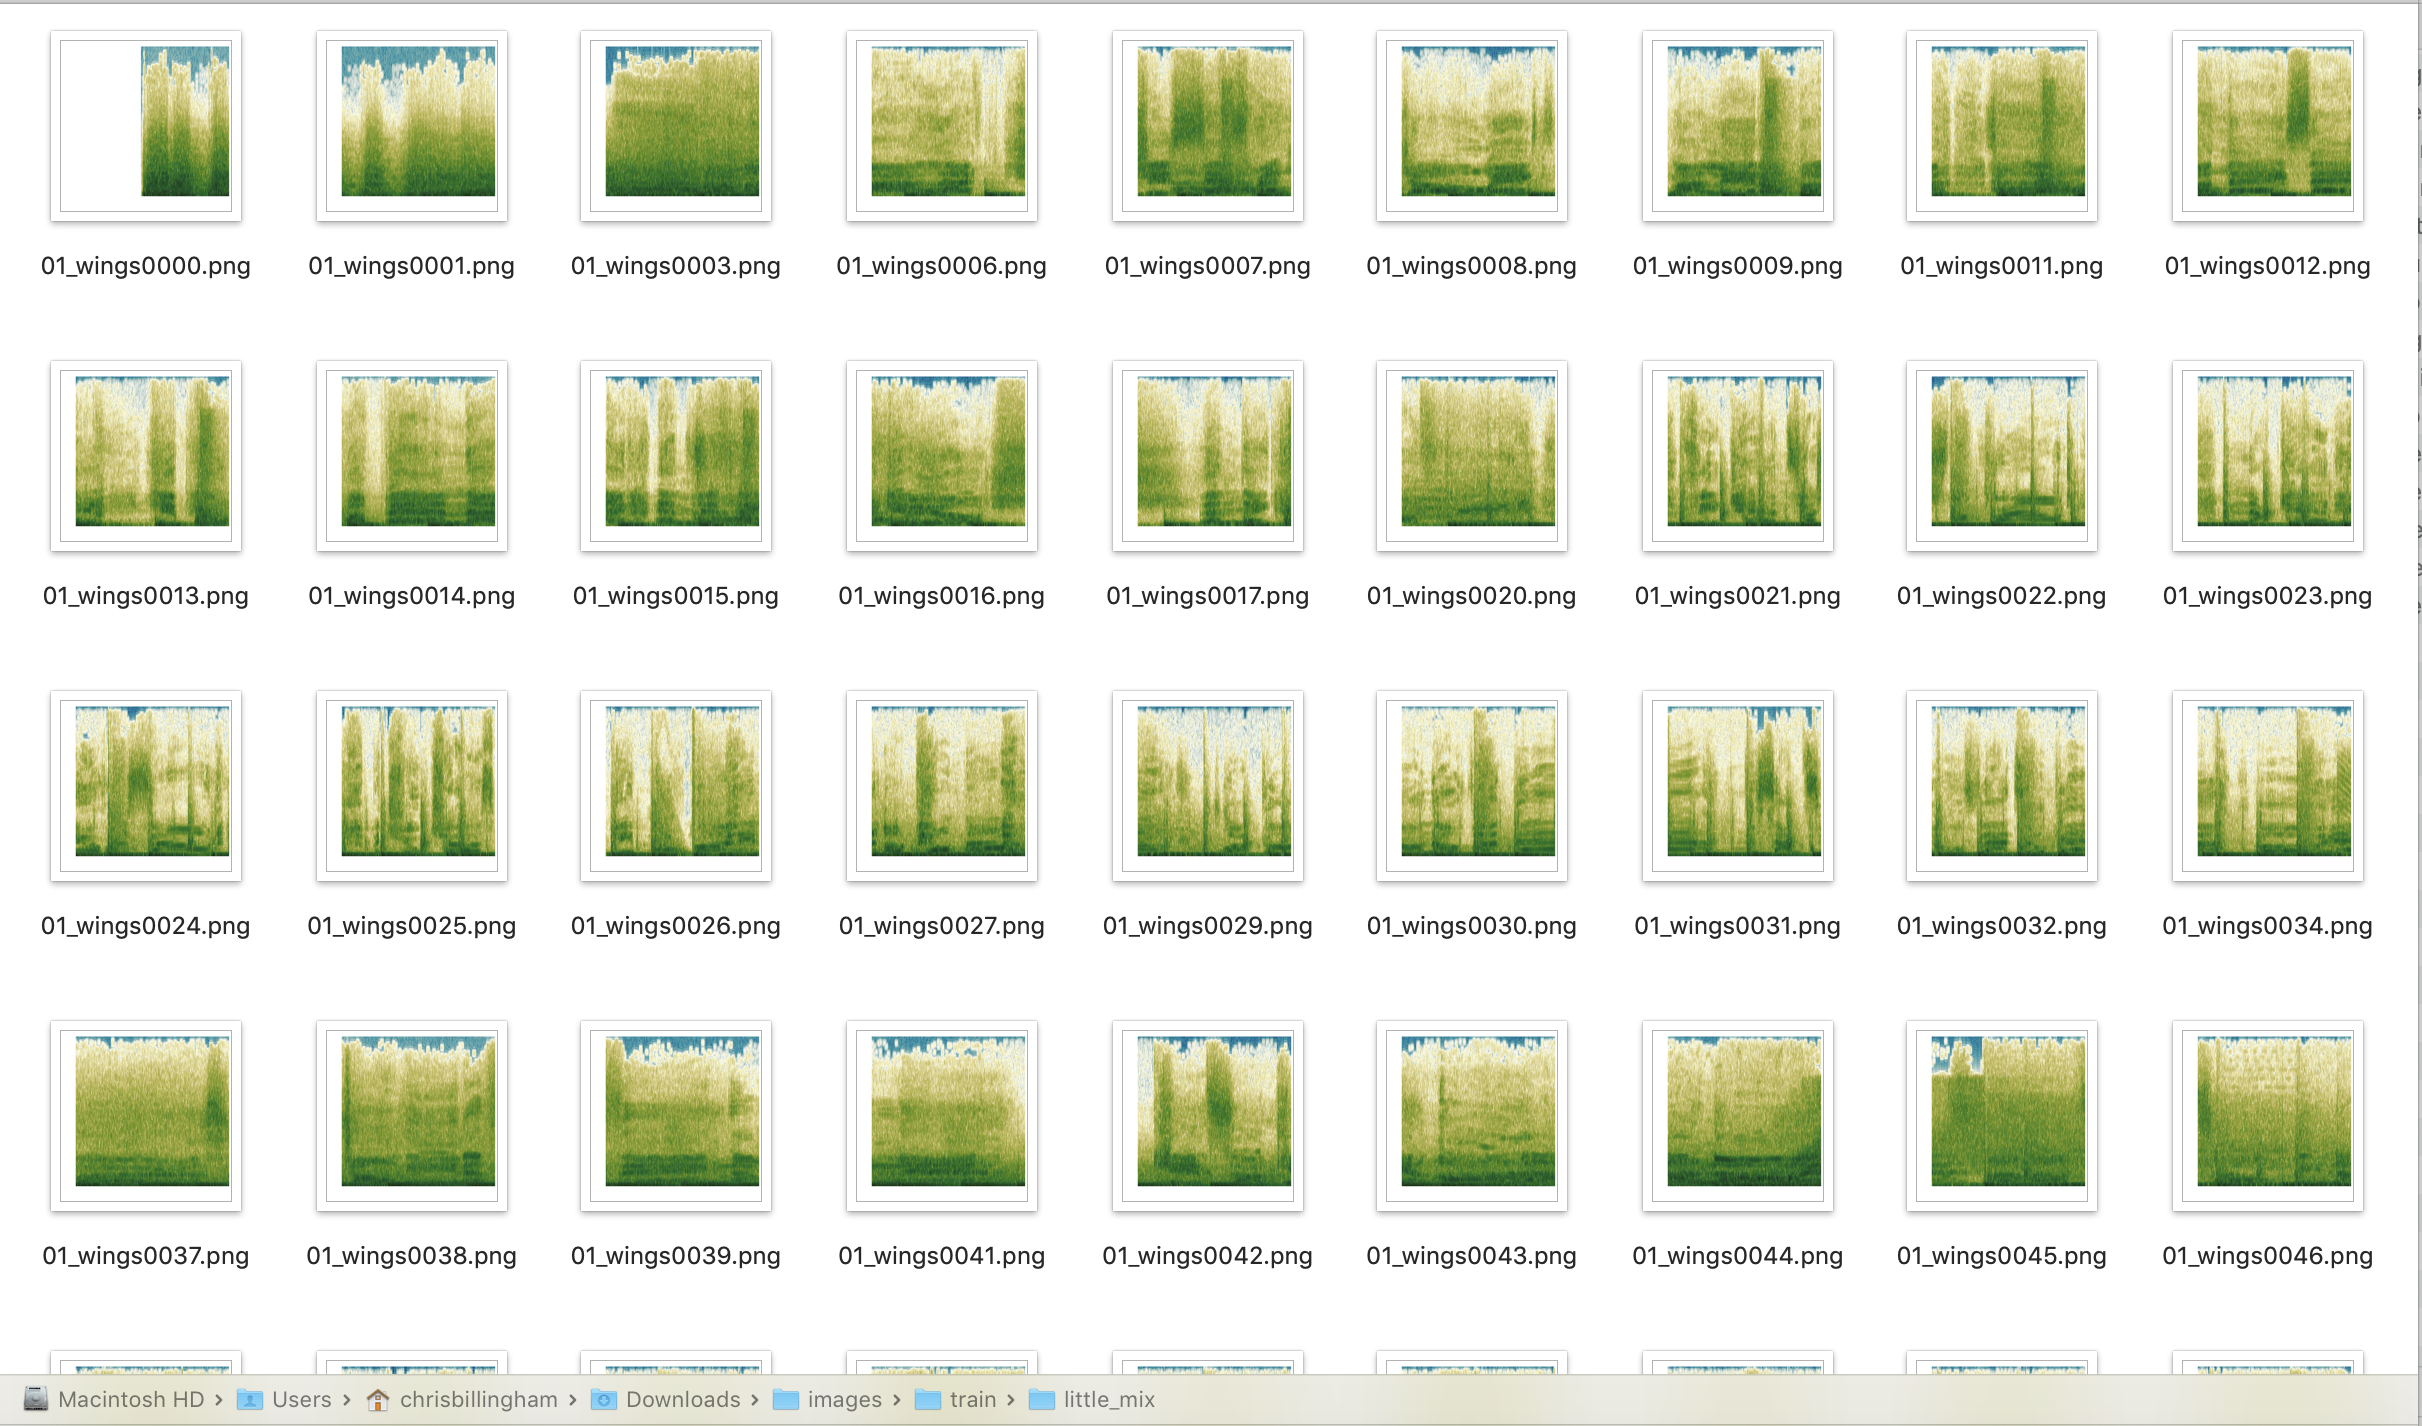 01_wings0000.png 01_wings0001.png 01_wings0003.png 01_wings0006.png 01_wings0007.png 01_wings0008.png 01_wings0009.png 01_wings0011.png 01_wings0012.png
01_wings0013.png 01_wings0014.png 01_wings0015.png 01_wings0016.png 01_wings0017.png 01_wings0020.png 01_wings0021.png 01_wings0022.png 01_wings0023.png
01_wings0024.png 01_wings0025.png 01_wings0026.png 01_wings0027.png 01_wings0029.png 01_wings0030.png 01_wings0031.png 01_wings0032.png 01_wings0034.png
01_wings0037.png 01_wings0038.png 01_wings0039.png 01_wings0041.png 01_wings0042.png 01_wings0043.png 01_wings0044.png 01_wings0045.png 01_wings0046.png
Macintosh HD › Users › chrisbillingham › Downloads › images › train › little_mix